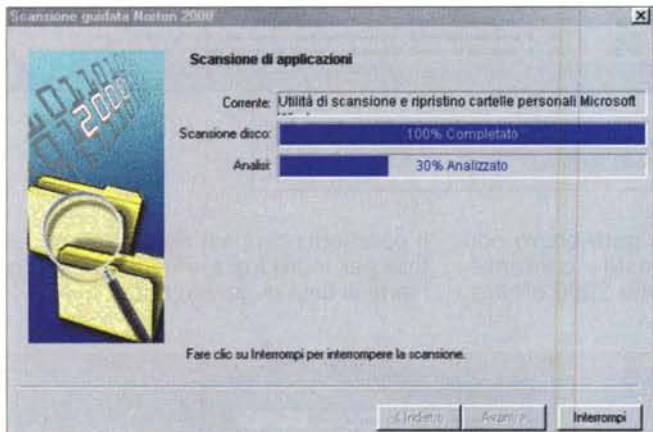 Scansione guidata Norton 2000
Scansione di applicazioni
Corrente: Utilità di scansione e ripristino cartelle personali Microsoft
Scansione disco: 100% Completato
Analisi: 30% Analizzato
2000
Fare clic su Interrompi per interrompere la scansione.
< Indietro Avanti > Interrompi